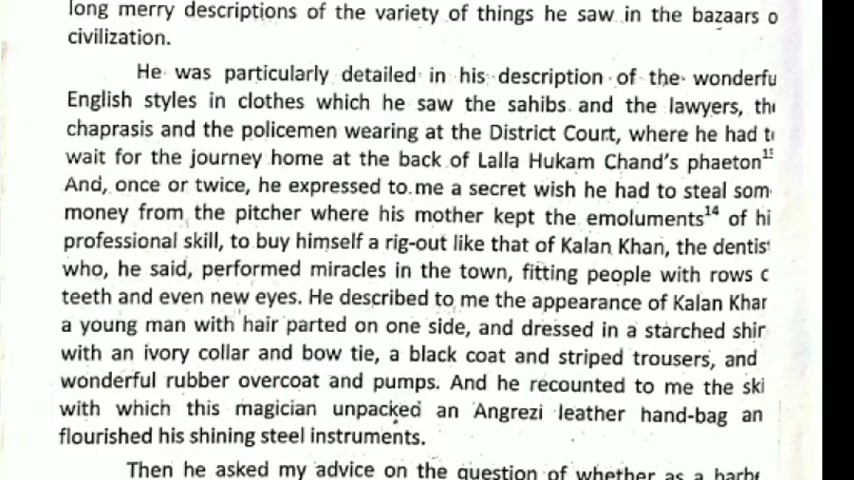 long merry descriptions of the variety of things he saw in the bazaars o
civilization.
He was particularly detailed in his description of the wonderfu
English styles in clothes which he saw the sahibs and the lawyers, the
chaprasis and the policemen wearing at the District Court, where he had t
wait for the journey home at the back of Lalla Hukam Chand's phaeton
And, once or twice, he expressed to me a secret wish he had to steal som
money from the pitcher where his mother kept the emoluments¹⁴ of hi
professional skill, to buy himself a rig-out like that of Kalan Khan, the dentis
who, he said, performed miracles in the town, fitting people with rows
teeth and even new eyes. He described to me the appearance of Kalan Khar
a young man with hair parted on one side, and dressed in a starched shir
with an ivory collar and bow tie, a black coat and striped trousers, and
wonderful rubber overcoat and pumps. And he recounted to me the ski
with which this magician unpacked an Angrezi leather hand-bag an
flourished his shining steel instruments.
Then he asked my advice on the question of whether as a